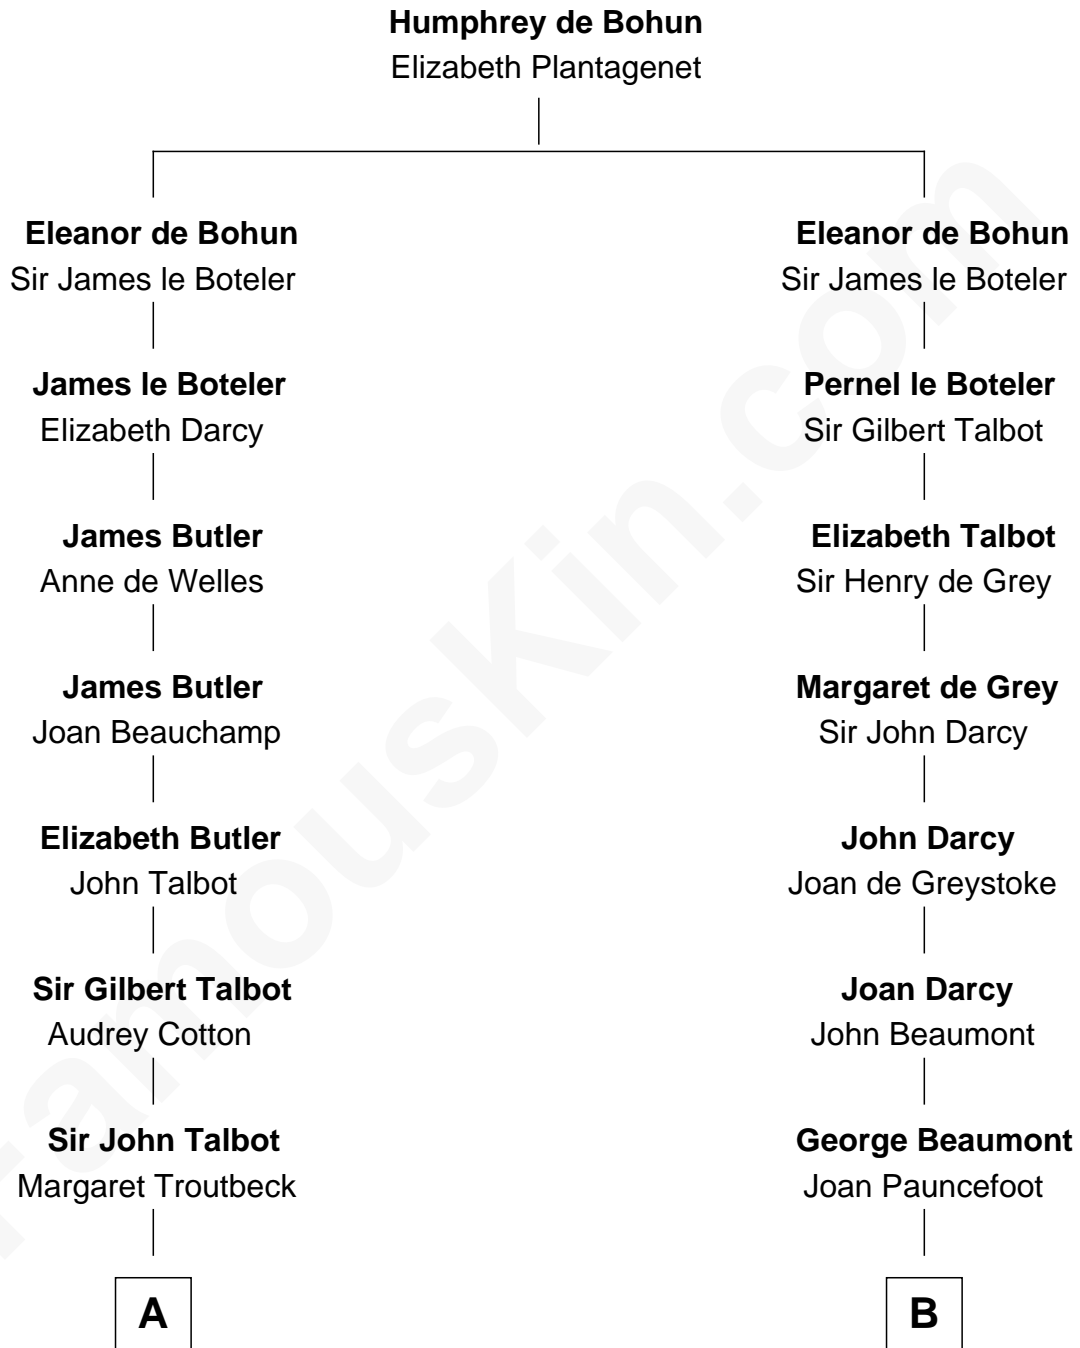 Humphrey de Bohun
Elizabeth Plantagenet
Eleanor de Bohun
Sir James le Boteler
James le Boteler
Elizabeth Darcy
James Butler
Anne de Welles
James Butler
Joan Beauchamp
Elizabeth Butler
John Talbot
Sir Gilbert Talbot
Audrey Cotton
Sir John Talbot
Margaret Troutbeck
A
Eleanor de Bohun
Sir James le Boteler
Pernel le Boteler
Sir Gilbert Talbot
Elizabeth Talbot
Sir Henry de Grey
Margaret de Grey
Sir John Darcy
John Darcy
Joan de Greystoke
Joan Darcy
John Beaumont
George Beaumont
Joan Pauncefoot
B
FamousKin.com